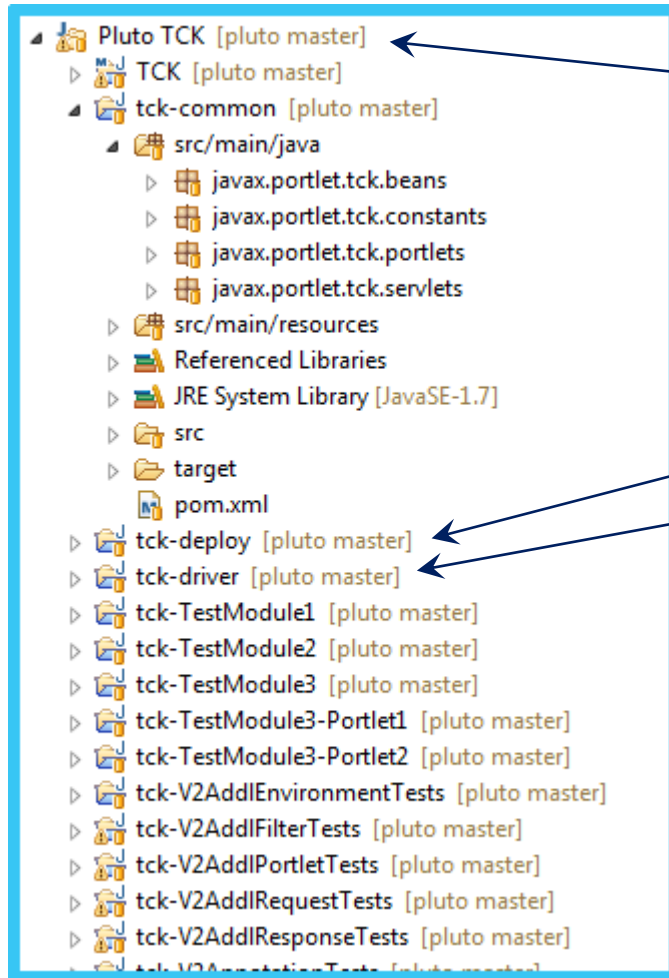 Pluto TCK [pluto master]
TCK [pluto master]
tck-common [pluto master]
src/main/java
javax.portlet.tck.beans
javax.portlet.tck.constants
javax.portlet.tck.portlets
javax.portlet.tck.servlets
src/main/resources
Referenced Libraries
JRE System Library [JavaSE-1.7]
src
target
pom.xml
tck-deploy [pluto master]
tck-driver [pluto master]
tck-TestModule1 [pluto master]
tck-TestModule2 [pluto master]
tck-TestModule3 [pluto master]
tck-TestModule3-Portlet1 [pluto master]
tck-TestModule3-Portlet2 [pluto master]
tck-V2AddlEnvironmentTests [pluto master]
tck-V2AddlFilterTests [pluto master]
tck-V2AddlPortletTests [pluto master]
tck-V2AddlRequestTests [pluto master]
tck-V2AddlResponseTests [pluto master]